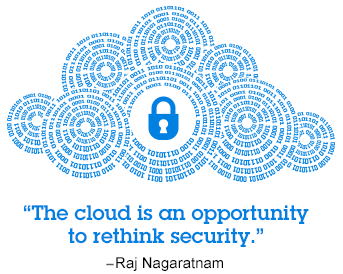 “The cloud is an opportunity
to rethink security.”
–Raj Nagaratnam